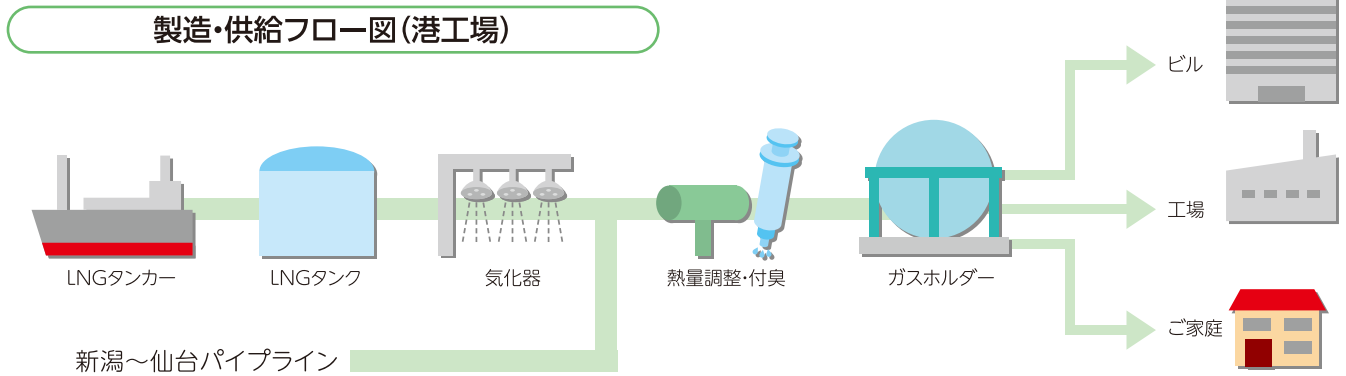 製造・供給フロー図(港工場)
ビル
工場
LNGタンカー
LNGタンク
気化器
熱量調整・付臭
ガスホルダー
ご家庭
新潟～仙台パイプライン